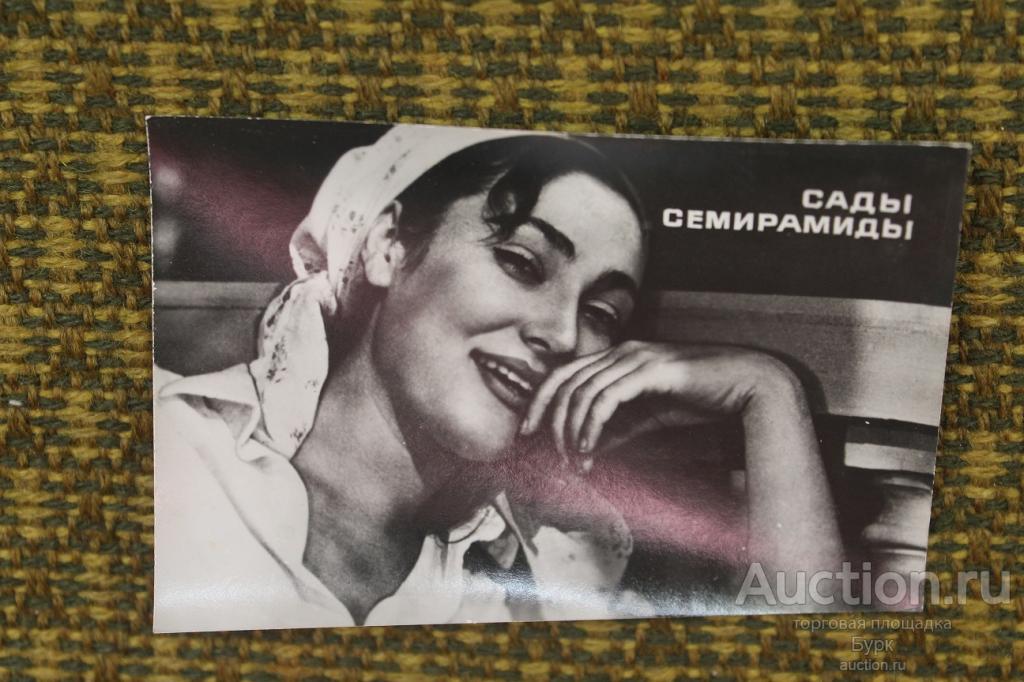 САДЫ
СЕМИРАМИДЫ
Auction.ru
торговая площадка
Бурк
auction.ru